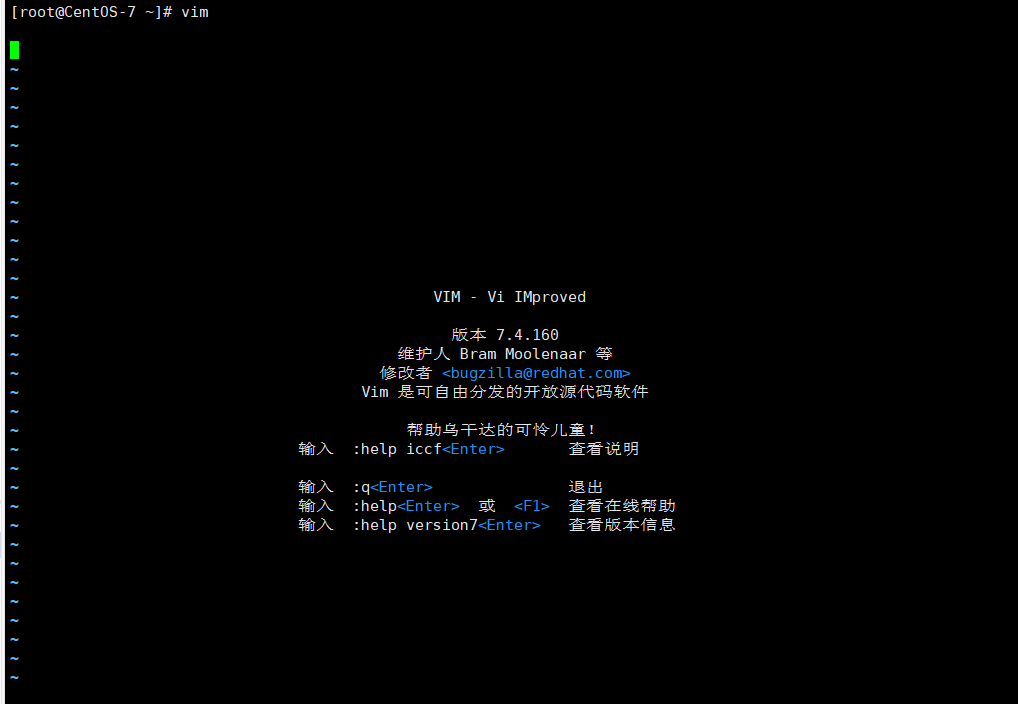 [root@CentOS-7 ~]# vim
~
~
~
~
~
~
~
~
~
~
~
~
~ VIM - Vi IMproved
~
~ 版本 7.4.160
~ 维护人 Bram Moolenaar 等
~ 修改者 <bugzilla@redhat.com>
~ Vim 是可自由分发的开放源代码软件
~
~ 帮助乌干达的可怜儿童!
~ 输入 :help iccf<Enter> 查看说明
~
~ 输入 :q<Enter> 退出
~ 输入 :help<Enter> 或 <F1> 查看在线帮助
~ 输入 :help version7<Enter> 查看版本信息
~
~
~
~
~
~
~
~